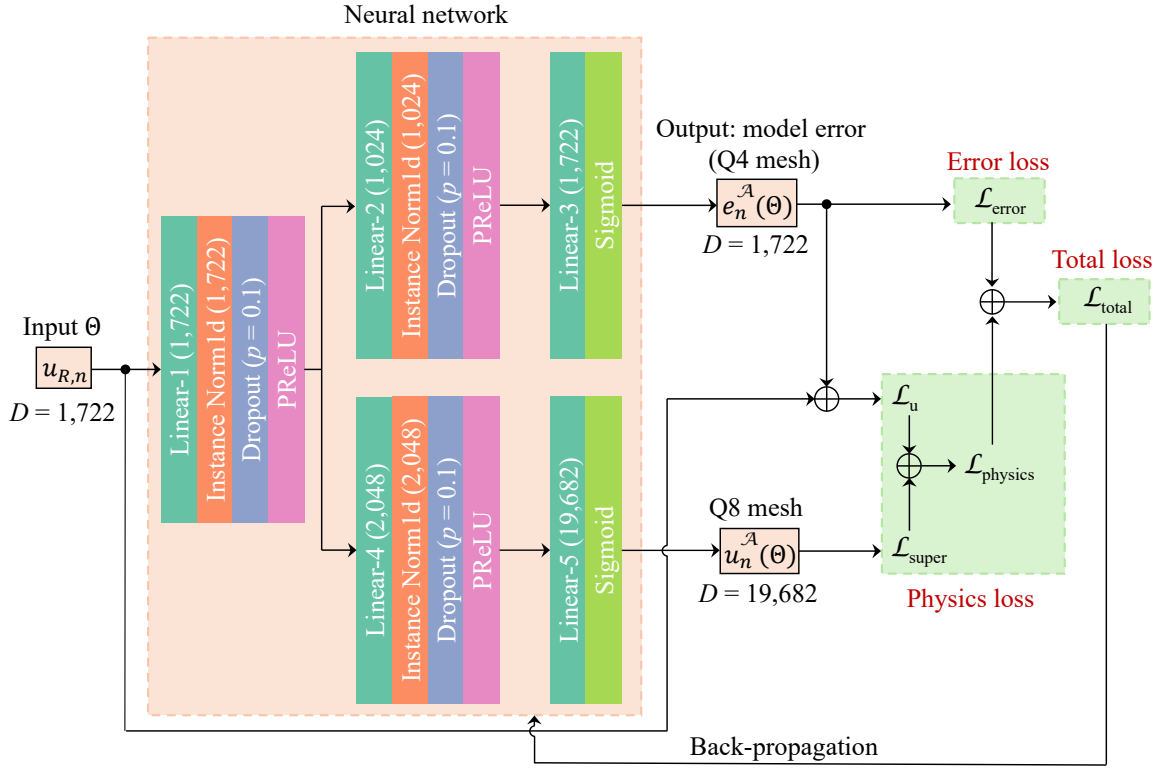 Neural network
Input Θ
u_{R,n}
D = 1,722
Linear-1 (1,722)
Instance Norm1d (1,722)
Dropout (p = 0.1)
PReLU
Linear-2 (1,024)
Instance Norm1d (1,024)
Dropout (p = 0.1)
PReLU
Linear-3 (1,722)
Sigmoid
Linear-4 (2,048)
Instance Norm1d (2,048)
Dropout (p = 0.1)
PReLU
Linear-5 (19,682)
Sigmoid
Output: model error
(Q4 mesh)
e_n^𝒜(Θ)
D = 1,722
Q8 mesh
u_n^𝒜(Θ)
D = 19,682
Error loss
ℒ_error
Total loss
ℒ_total
ℒ_u
ℒ_physics
ℒ_super
Physics loss
Back-propagation